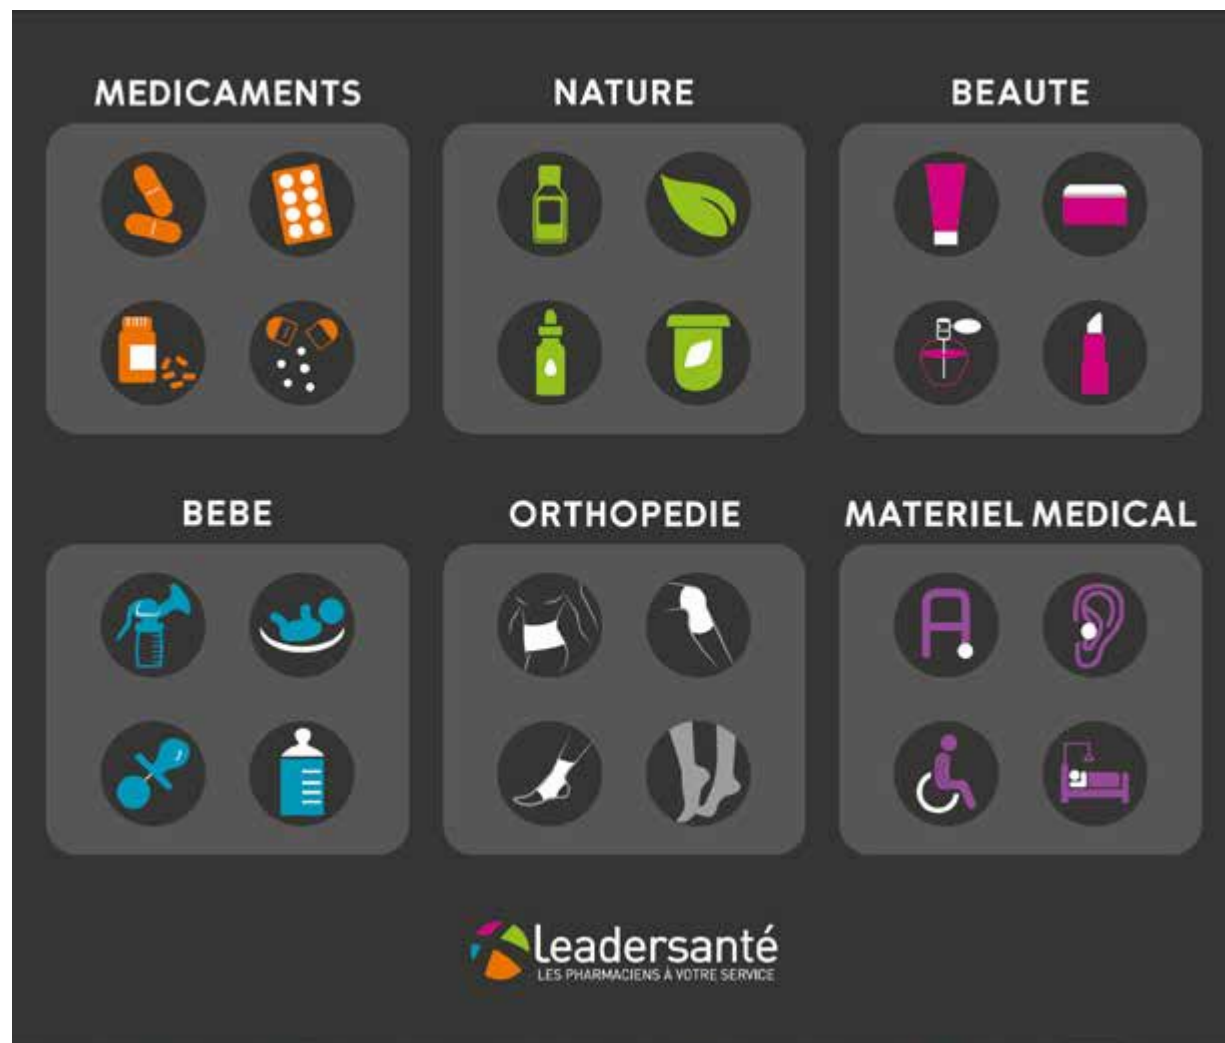 MEDICAMENTS
NATURE
BEAUTE
BEBE
ORTHOPEDIE
MATERIEL MEDICAL
leadersanté
LES PHARMACIENS À VOTRE SERVICE